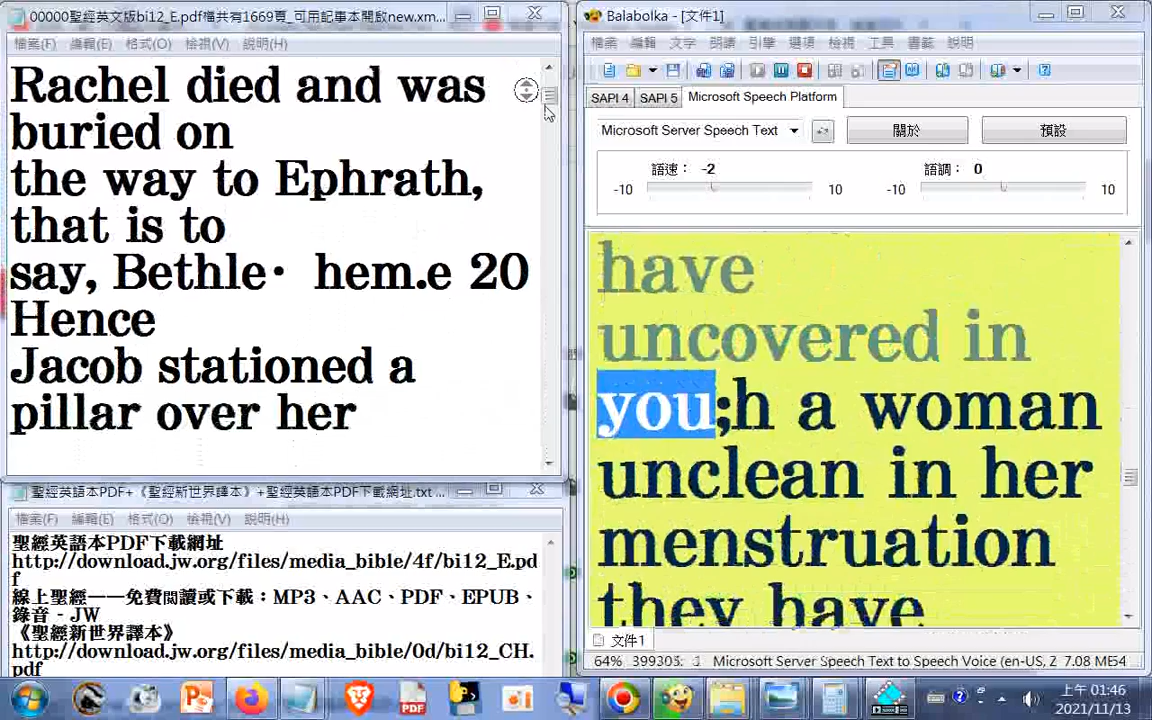 00000聖經英文版bi12_E.pdf檔共有1669頁_可用記事本開啟new.xm...
檔案(F) 編輯(E) 格式(O) 檢視(V) 說明(H)
Rachel died and was
buried on
the way to Ephrath,
that is to
say, Bethle· hem.e 20
Hence
Jacob stationed a
pillar over her
聖經英語本PDF+《聖經新世界譯本》+聖經英語本PDF下載網址.txt ...
檔案(F) 編輯(E) 格式(O) 檢視(V) 說明(H)
聖經英語本PDF下載網址
http://download.jw.org/files/media_bible/4f/bi12_E.pd
f
線上聖經——免費閱讀或下載：MP3、AAC、PDF、EPUB、
錄音 - JW
《聖經新世界譯本》
http://download.jw.org/files/media_bible/0d/bi12_CH.
pdf
Balabolka - [文件1]
檔案 編輯 文字 朗讀 引擎 選項 檢視 工具 書籤 說明
SAPI 4 SAPI 5 Microsoft Speech Platform
Microsoft Server Speech Text 關於 預設
語速： -2 語調： 0
-10 10 -10 10
have
uncovered in
you;h a woman
unclean in her
menstruation
they have
文件1
64% 399305: 1 Microsoft Server Speech Text to Speech Voice (en-US, Z 7.08 ME54
PDF
上午 01:46
2021/11/13